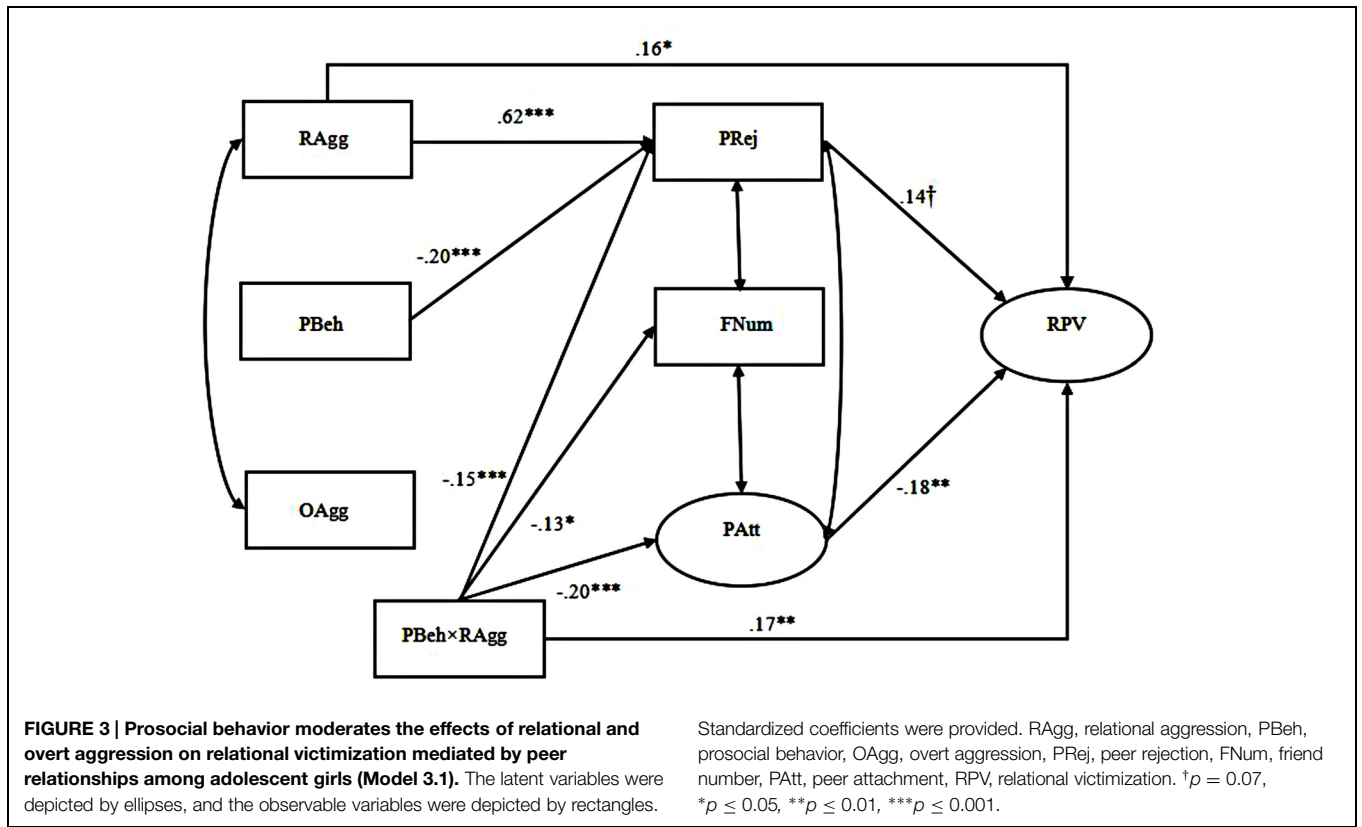 .16*
RAgg
.62***
PRej
.14†
-.20***
PBeh
FNum
RPV
-.15***
-.18**
OAgg
-.13*
PAtt
-.20***
PBeh×RAgg
.17**
FIGURE 3 | Prosocial behavior moderates the effects of relational and
overt aggression on relational victimization mediated by peer
relationships among adolescent girls (Model 3.1). The latent variables were
depicted by ellipses, and the observable variables were depicted by rectangles.
Standardized coefficients were provided. RAgg, relational aggression, PBeh,
prosocial behavior, OAgg, overt aggression, PRej, peer rejection, FNum, friend
number, PAtt, peer attachment, RPV, relational victimization. †p = 0.07,
*p ≤ 0.05, **p ≤ 0.01, ***p ≤ 0.001.